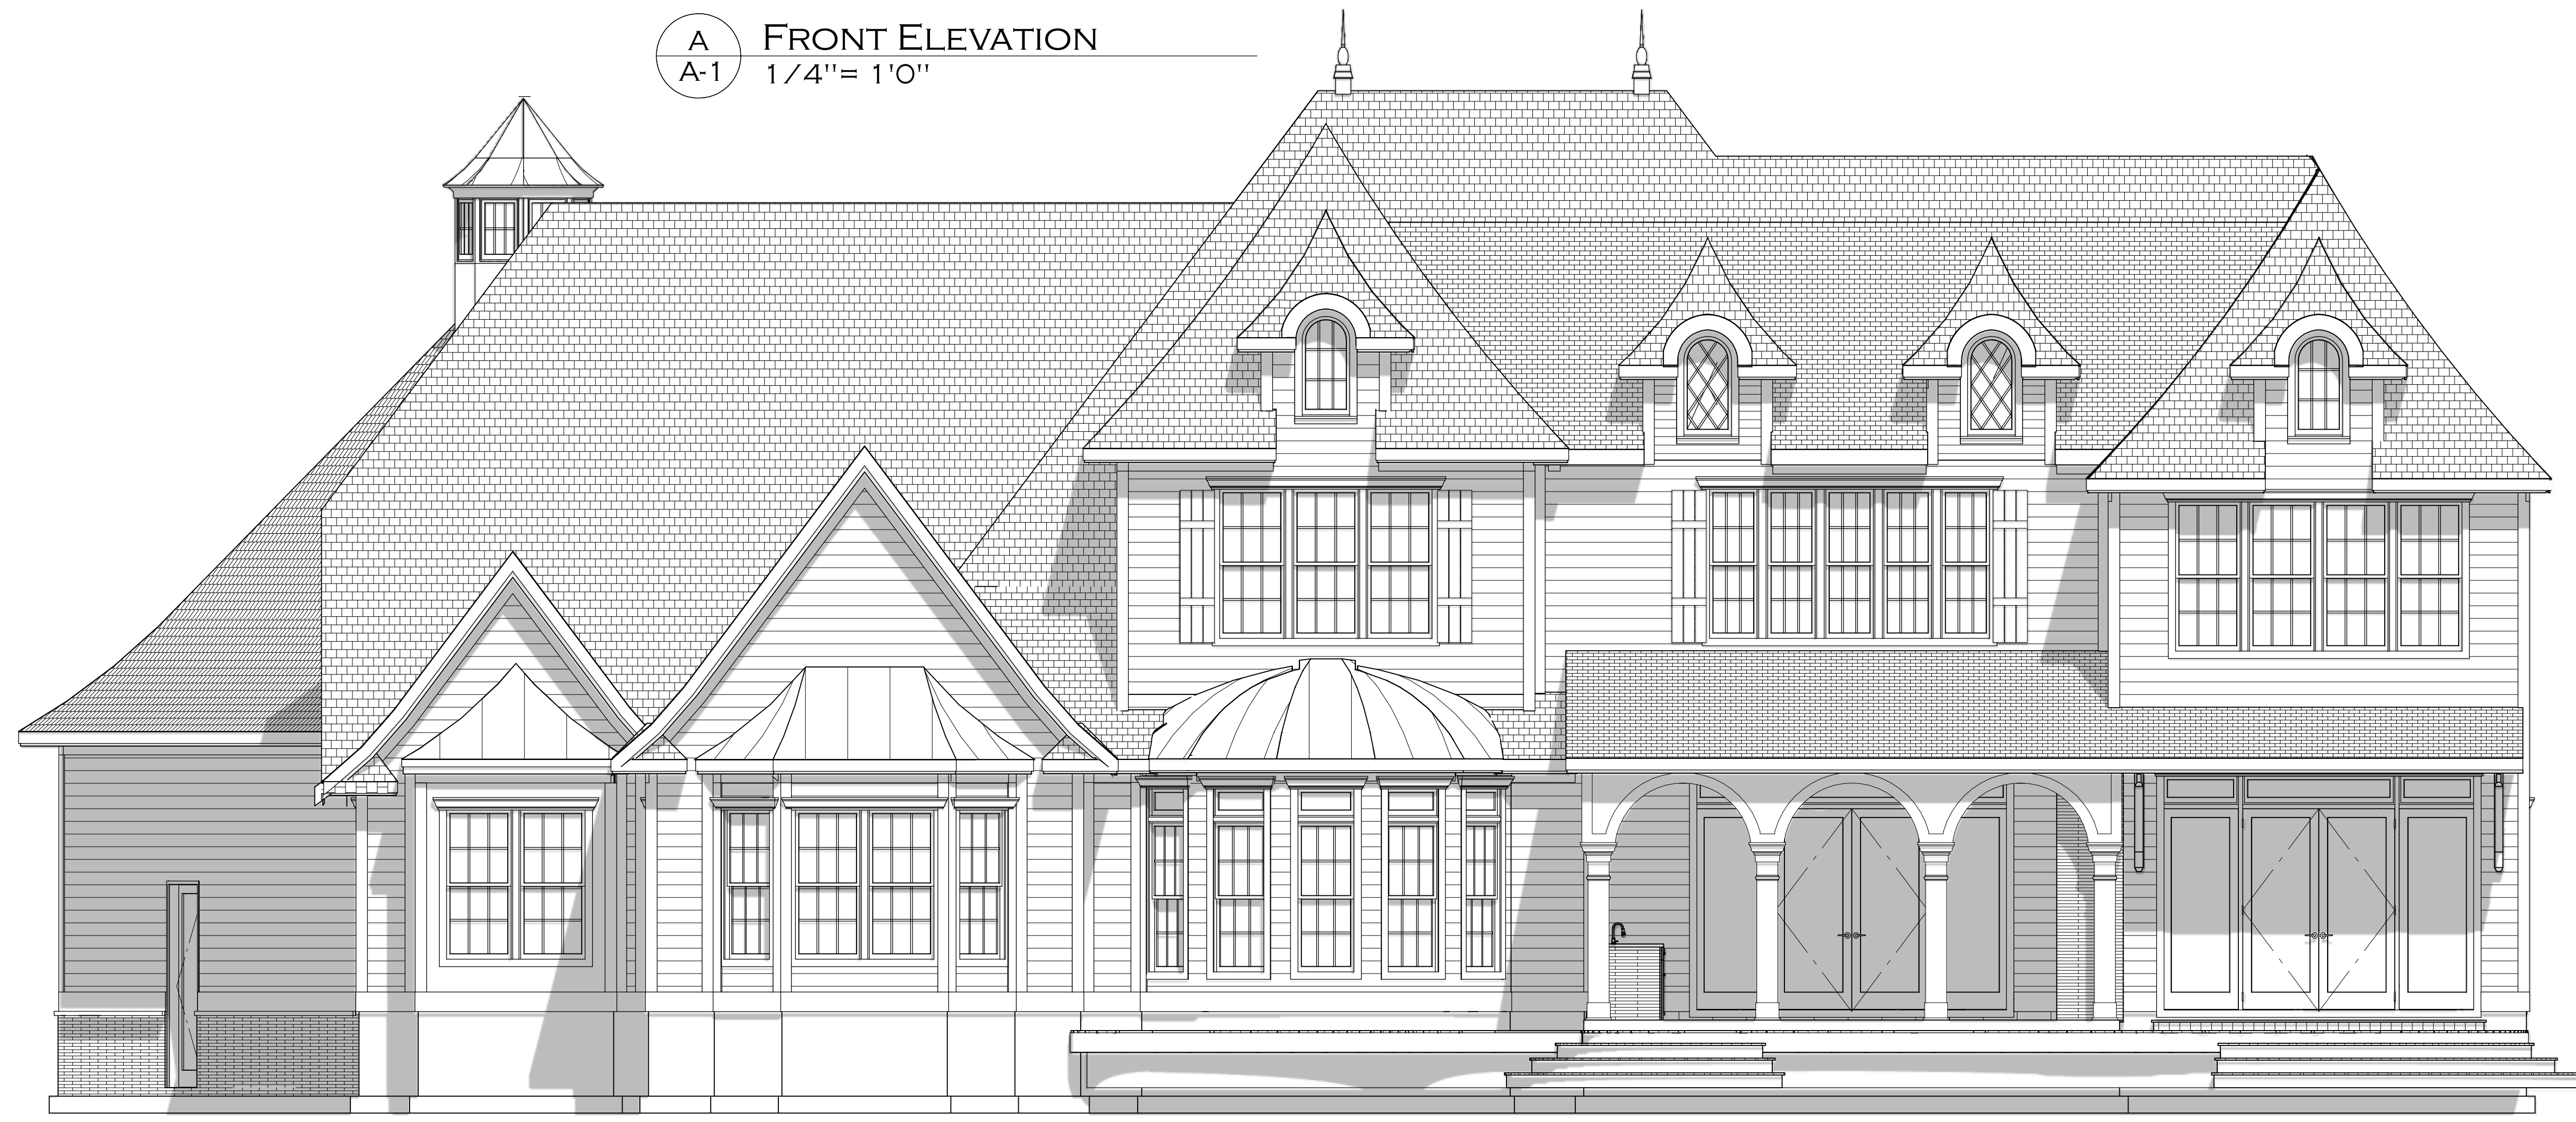 A
A-1
FRONT ELEVATION
1/4"= 1'0"